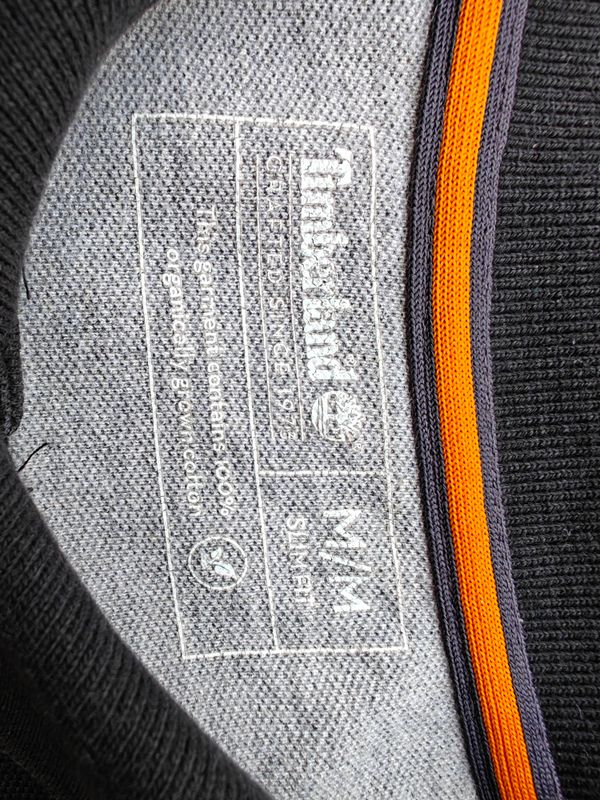 Timberland®
CRAFTED SINCE 1973
M/M
SLIM FIT
This garment contains 100%
organically grown cotton